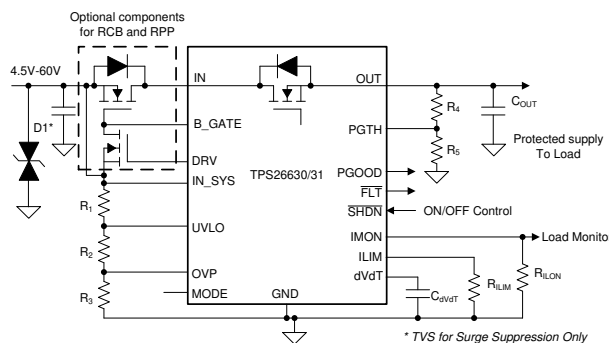 Optional components
for RCB and RPP
4.5V-60V
IN
OUT
R4
COUT
D1*
B_GATE
PGTH
Protected supply
To Load
R5
DRV
TPS26630/31
PGOOD
IN_SYS
FLT
R1
SHDN
ON/OFF Control
UVLO
IMON
Load Monitor
R2
ILIM
RILIM
RILON
OVP
dVdT
CdVdT
R3
MODE
GND
* TVS for Surge Suppression Only